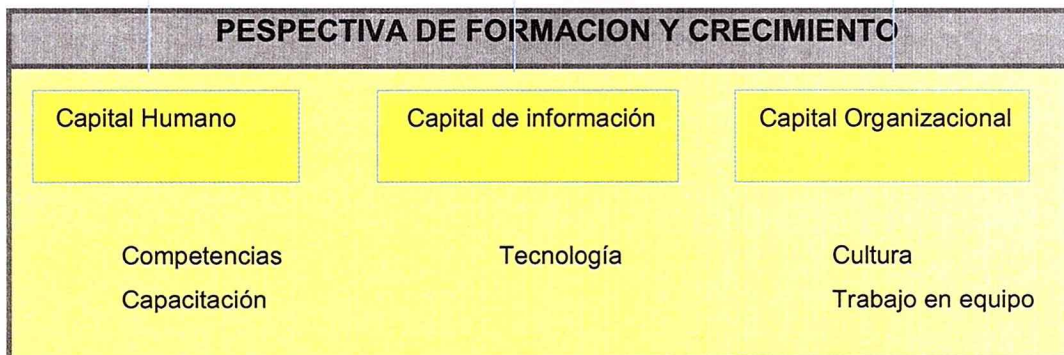 PESPECTIVA DE FORMACION Y CRECIMIENTO
Capital Humano
Capital de información
Capital Organizacional
Competencias
Tecnología
Cultura
Capacitación
Trabajo en equipo